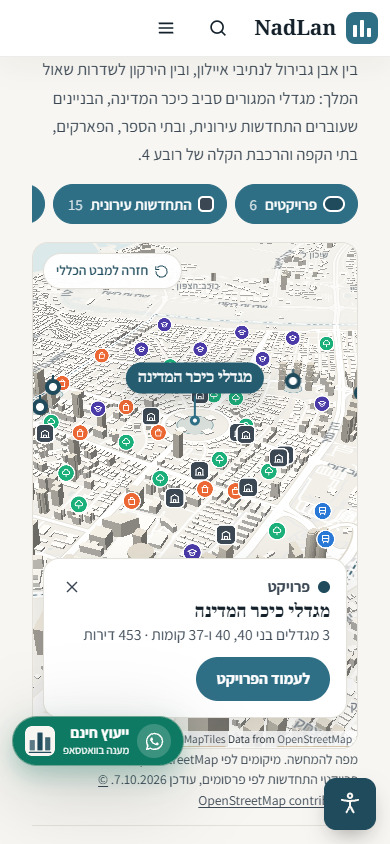 NadLan
בין אבן גבירול לנתיבי איילון, ובין הירקון לשדרות שאול
המלך: מגדלי המגורים סביב כיכר המדינה, הבניינים
שעוברים התחדשות עירונית, ובתי הספר, הפארקים,
בתי הקפה והרכבת הקלה של רובע 4.
פרויקטים 6
התחדשות עירונית 15
חזרה למבט הכללי
מגדלי כיכר המדינה
פרויקט
מגדלי כיכר המדינה
3 מגדלים בני 40, 40 ו-37 קומות · 453 דירות
לעמוד הפרויקט
ייעוץ חינם
מענה בוואטסאפ
MapTiles Data from OpenStreetMap
מפה להמחשה. מיקומים לפי
התחדשות לפי פרסומים, עודכן 7.10.2026. ©
OpenStreetMap